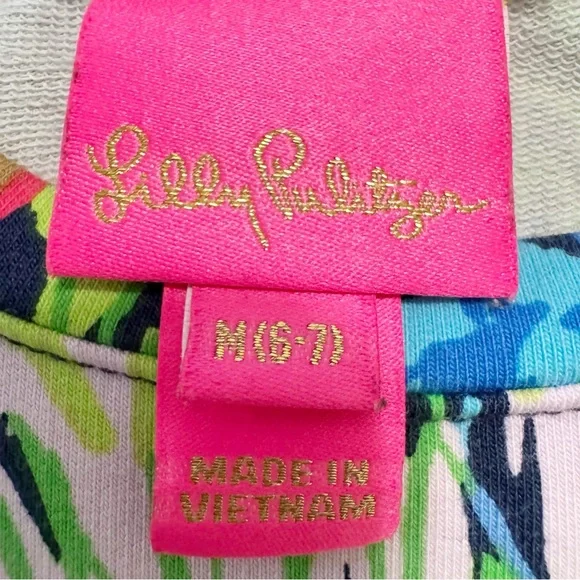 Lilly Pulitzer
M (6-7)
MADE IN
VIETNAM